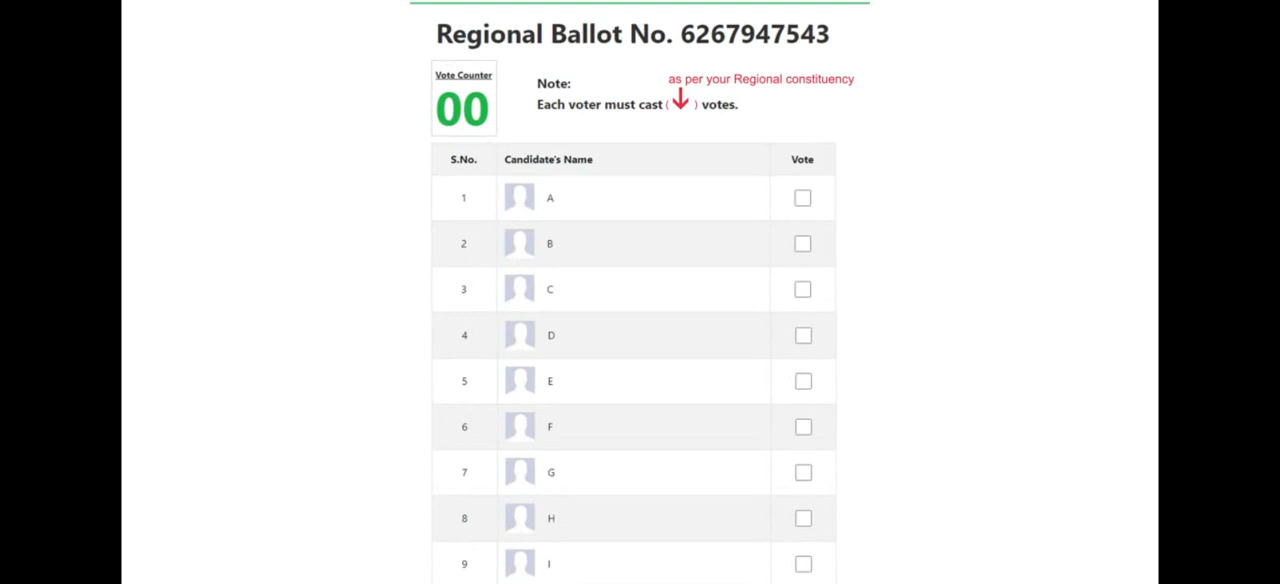 Regional Ballot No. 6267947543
Vote Counter
00
Note:
as per your Regional constituency
Each voter must cast ( ) votes.
S.No. Candidate's Name Vote
1 A
2 B
3 C
4 D
5 E
6 F
7 G
8 H
9 I